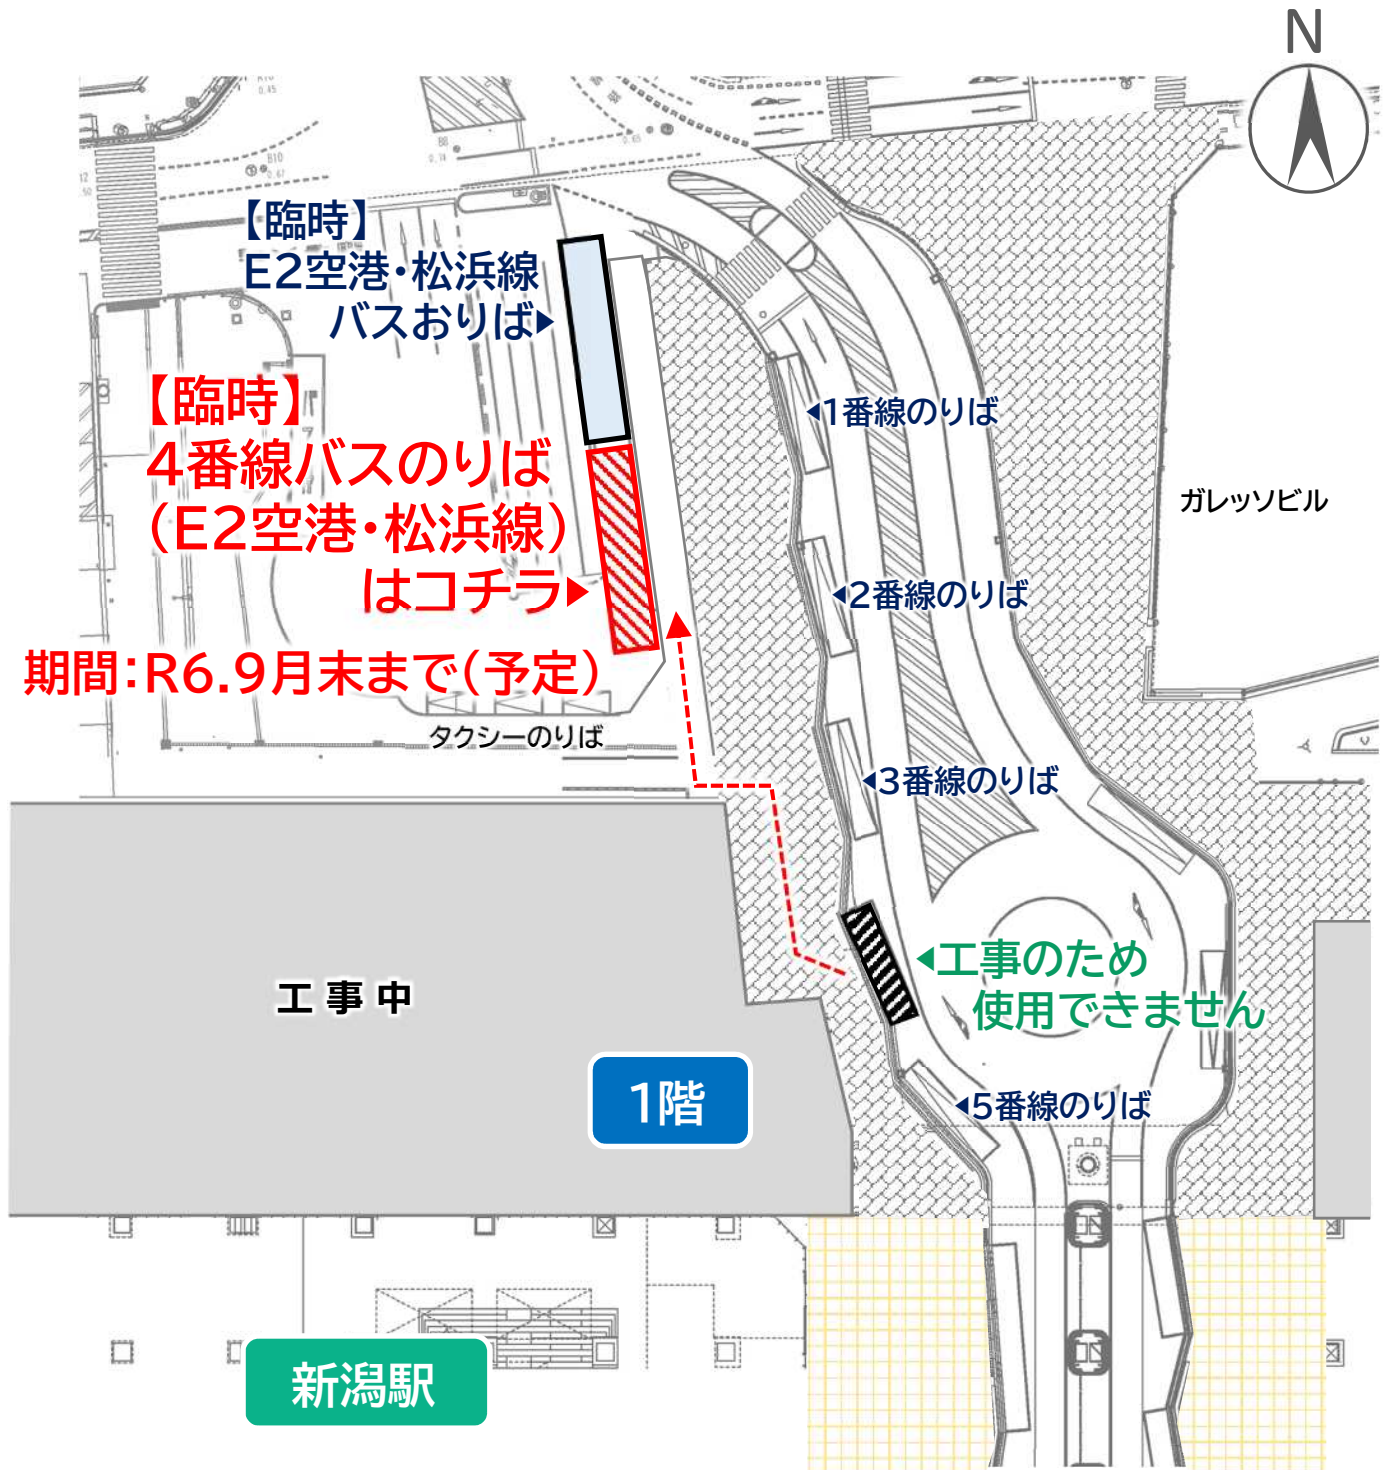 N
【臨時】
E2空港・松浜線
バスおりば▶
【臨時】
4番線バスのりば
（E2空港・松浜線）
はコチラ▶
期間：R6.9月末まで（予定）
タクシーのりば
◀1番線のりば
◀2番線のりば
◀3番線のりば
ガレッソビル
◀工事のため
使用できません
◀5番線のりば
工事中
1階
新潟駅